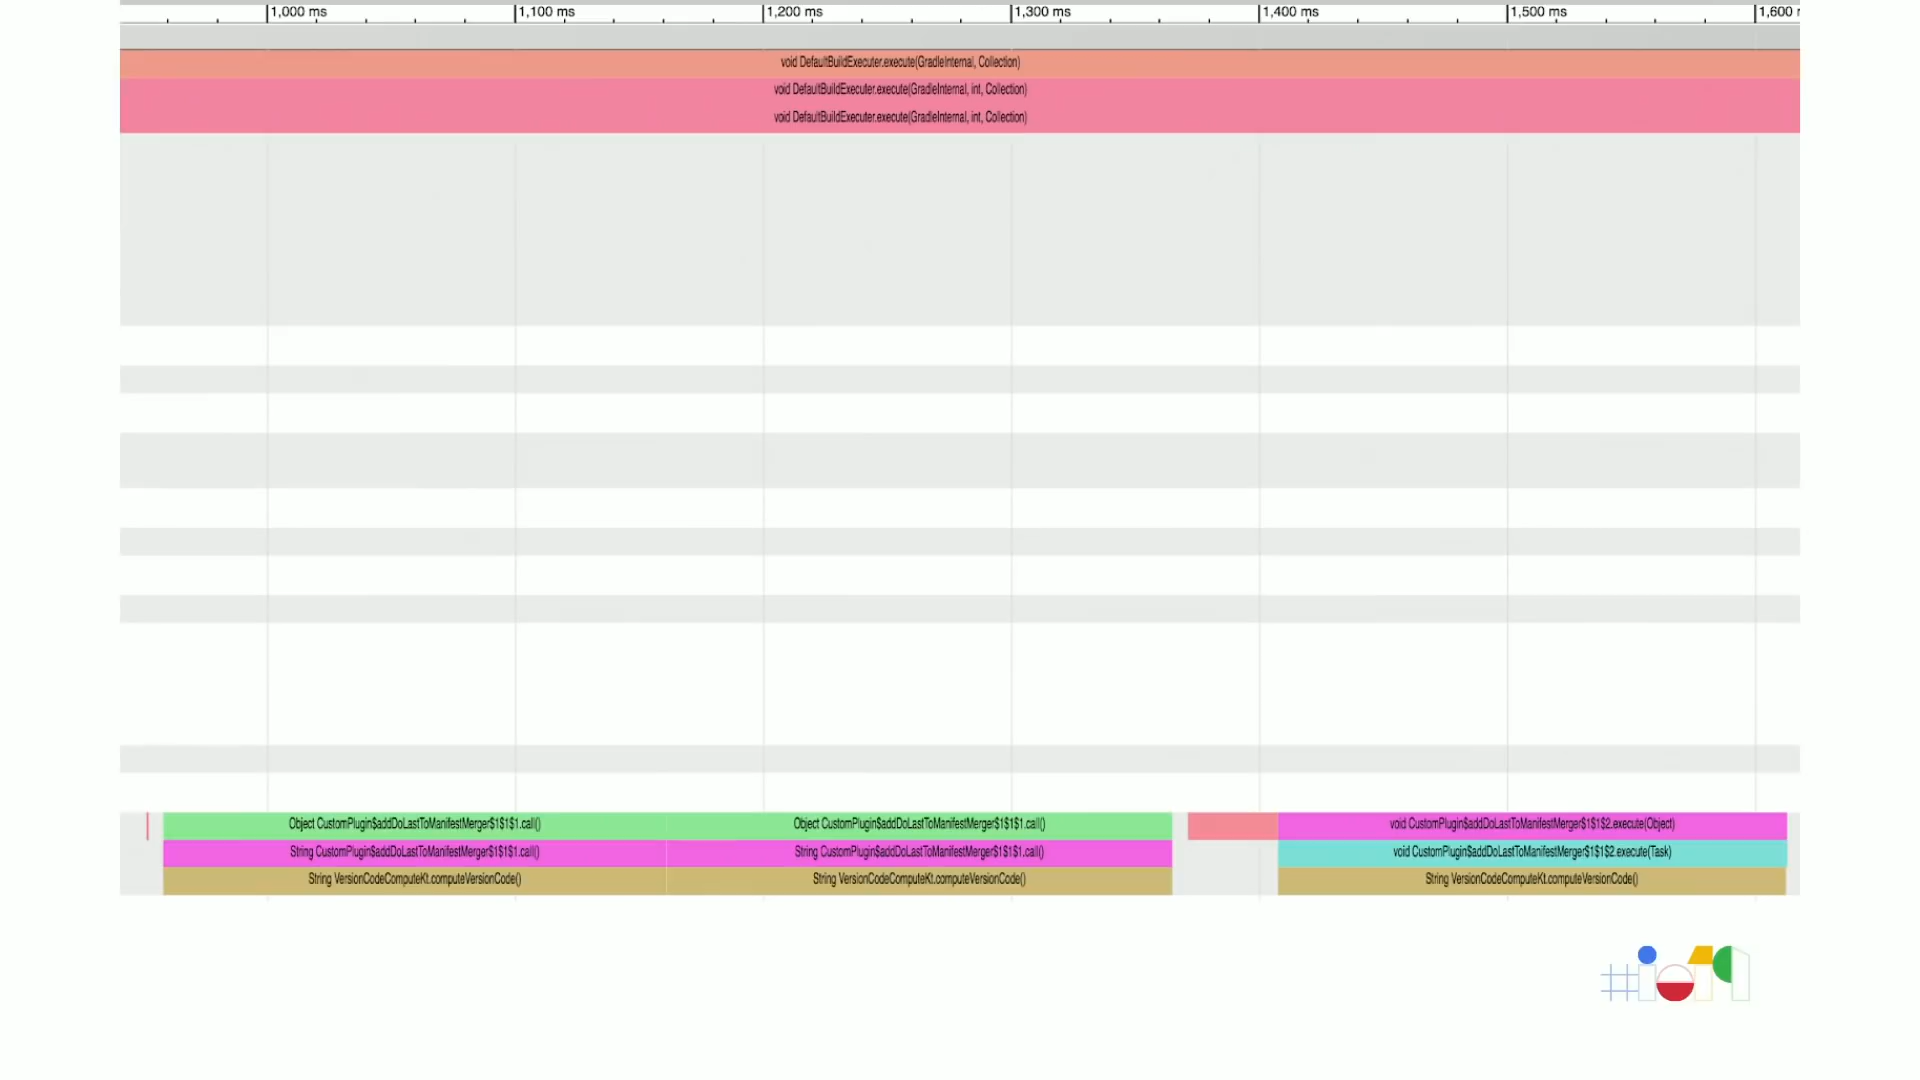 1,000 ms 1,100 ms 1,200 ms 1,300 ms 1,400 ms 1,500 ms 1,600
void DefaultBuildExecuter.execute(GradleInternal, Collection)
void DefaultBuildExecuter.execute(GradleInternal, int, Collection)
void DefaultBuildExecuter.execute(GradleInternal, int, Collection)
Object CustomPlugin$addDoLastToManifestMerger$1$1$1.call() Object CustomPlugin$addDoLastToManifestMerger$1$1$1.call() void CustomPlugin$addDoLastToManifestMerger$1$1$2.execute(Object)
String CustomPlugin$addDoLastToManifestMerger$1$1$1.call() String CustomPlugin$addDoLastToManifestMerger$1$1$1.call() void CustomPlugin$addDoLastToManifestMerger$1$1$2.execute(Task)
String VersionCodeComputeKt.computeVersionCode() String VersionCodeComputeKt.computeVersionCode() String VersionCodeComputeKt.computeVersionCode()
#io19